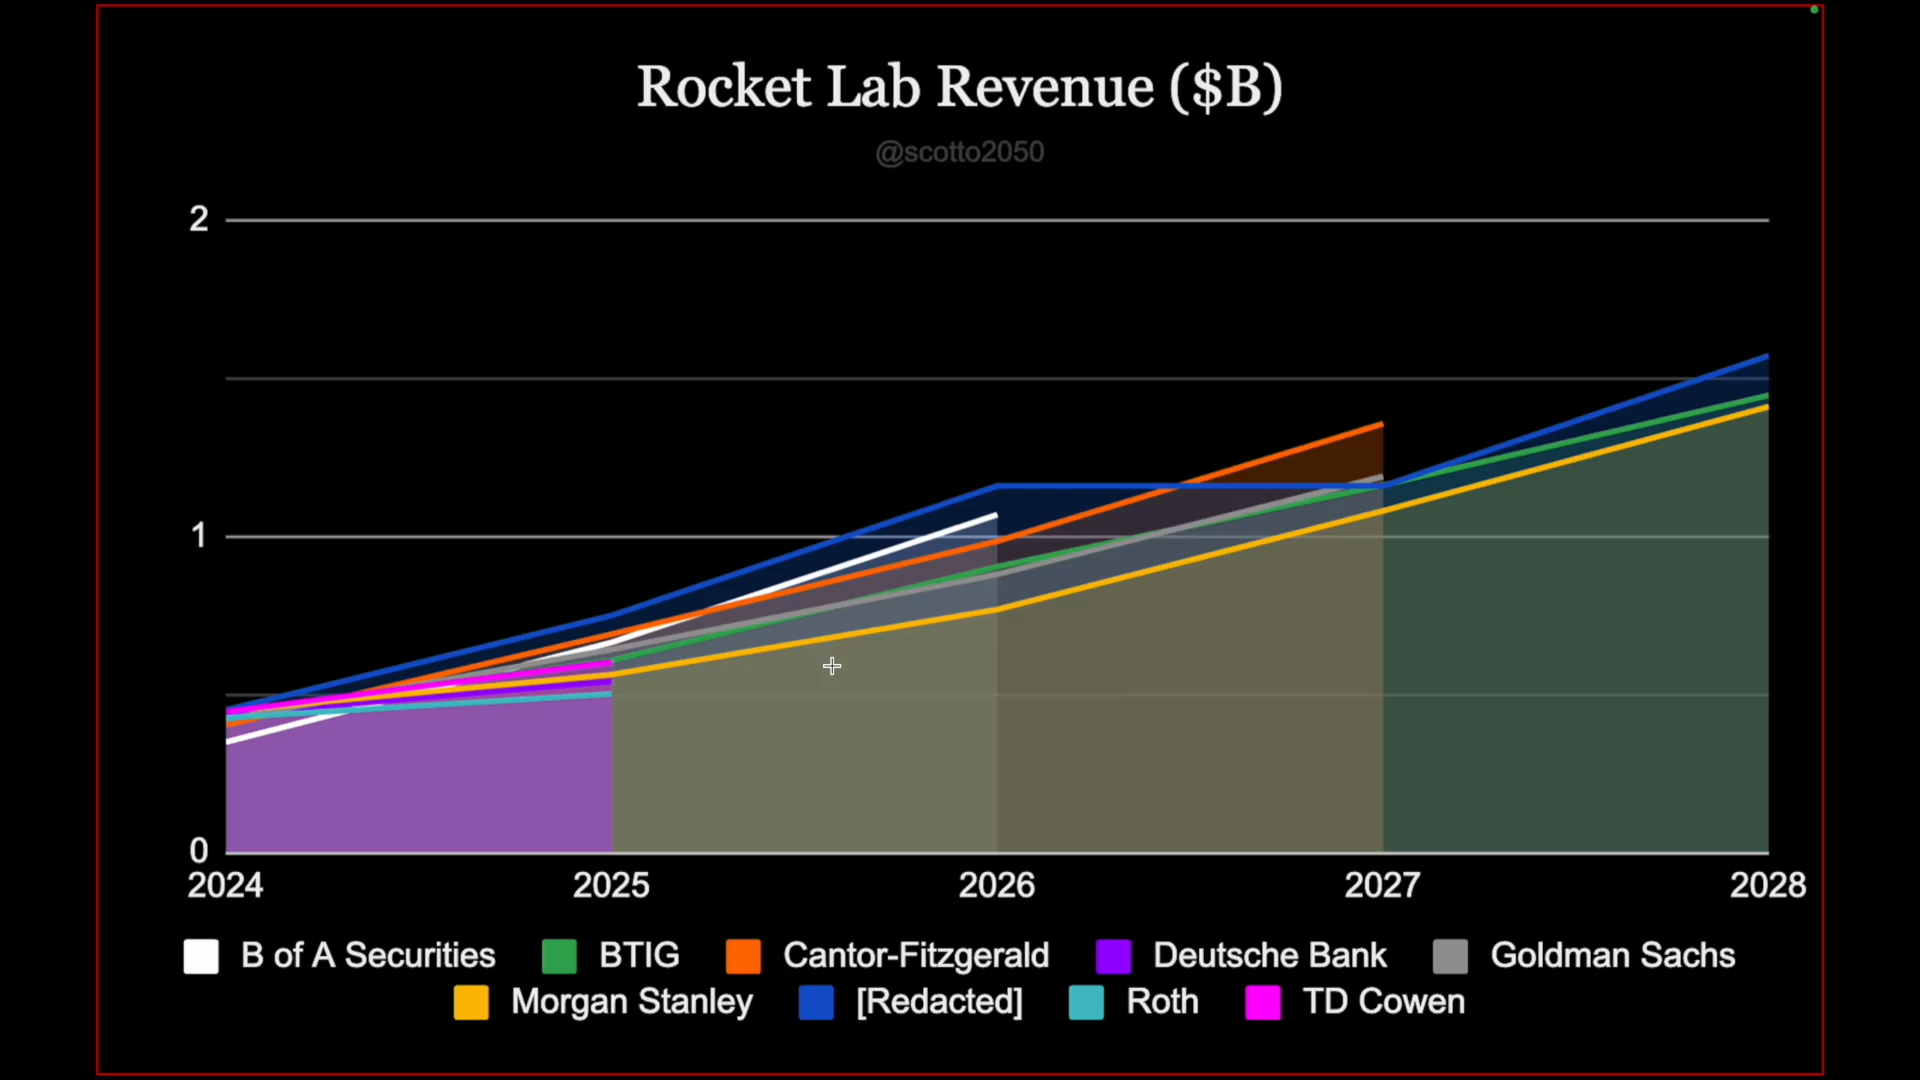 Rocket Lab Revenue ($B)
@scotto2050
2
1
0
2024 2025 2026 2027 2028
B of A Securities BTIG Cantor-Fitzgerald Deutsche Bank Goldman Sachs
Morgan Stanley [Redacted] Roth TD Cowen